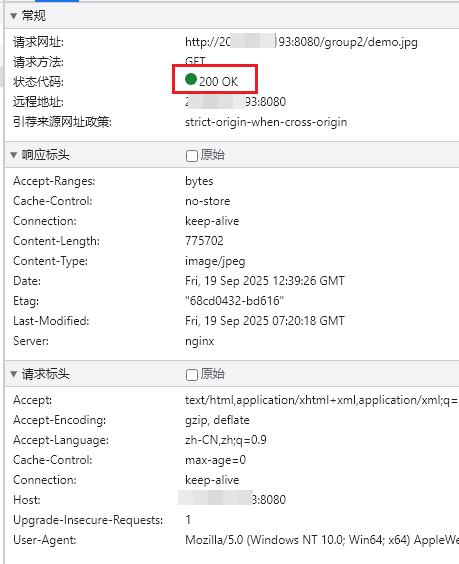 常规
请求网址: http://20 93:8080/group2/demo.jpg
请求方法: GET
状态代码: 200 OK
远程地址: 2 93:8080
引荐来源网址政策: strict-origin-when-cross-origin
响应标头 原始
Accept-Ranges: bytes
Cache-Control: no-store
Connection: keep-alive
Content-Length: 775702
Content-Type: image/jpeg
Date: Fri, 19 Sep 2025 12:39:26 GMT
Etag: "68cd0432-bd616"
Last-Modified: Fri, 19 Sep 2025 07:20:18 GMT
Server: nginx
请求标头 原始
Accept: text/html,application/xhtml+xml,application/xml;q=
Accept-Encoding: gzip, deflate
Accept-Language: zh-CN,zh;q=0.9
Cache-Control: max-age=0
Connection: keep-alive
Host: 3:8080
Upgrade-Insecure-Requests: 1
User-Agent: Mozilla/5.0 (Windows NT 10.0; Win64; x64) AppleWe